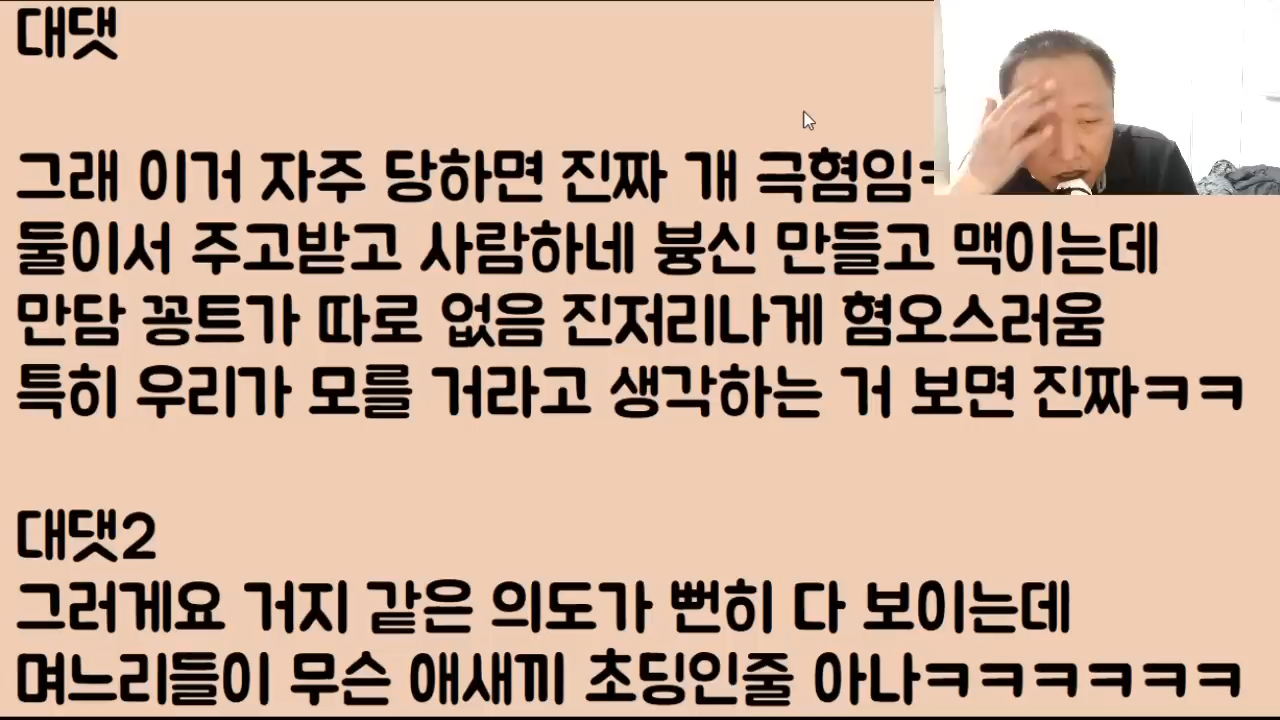 대댓
그래 이거 자주 당하면 진짜 개 극혐임ㅋ
둘이서 주고받고 사람하네 븅신 만들고 맥이는데
만담 꽁트가 따로 없음 진저리나게 혐오스러움
특히 우리가 모를 거라고 생각하는 거 보면 진짜ㅋㅋ
대댓2
그러게요 거지 같은 의도가 뻔히 다 보이는데
며느리들이 무슨 애새끼 초딩인줄 아나ㅋㅋㅋㅋㅋㅋ